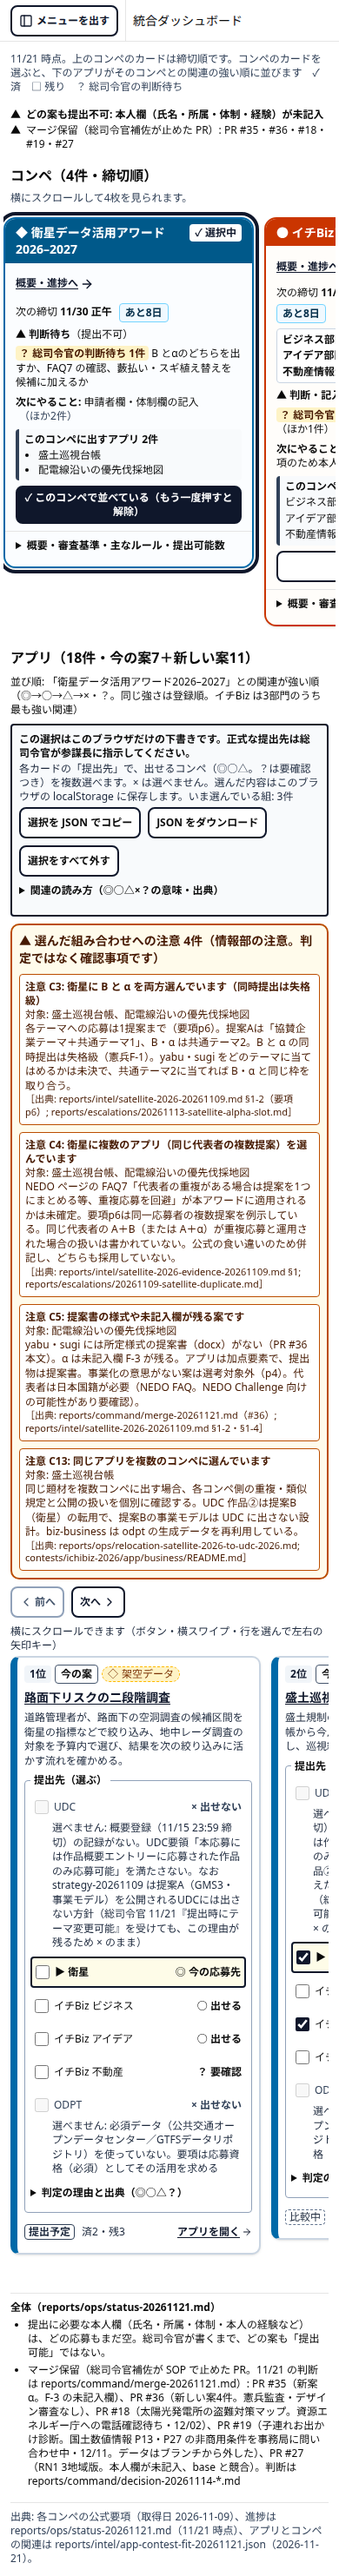 メニューを出す
統合ダッシュボード
11/21 時点。上のコンペのカードは締切順です。コンペのカードを
選ぶと、下のアプリがそのコンペとの関連の強い順に並びます ✓
済 □ 残り ？ 総司令官の判断待ち
▲ どの案も提出不可: 本人欄（氏名・所属・体制・経験）が未記入
▲ マージ保留（総司令官補佐が止めた PR）: PR #35・#36・#18・
#19・#27
コンペ（4件・締切順）
横にスクロールして4枚を見られます。
◆ 衛星データ活用アワード
2026–2027
✓ 選択中
概要・進捗へ →
次の締切 11/30 正午 あと8日
▲ 判断待ち（提出不可）
？ 総司令官の判断待ち 1件 B とαのどちらを出
すか、FAQ7 の確認、藪払い・スギ植え替えを
候補に加えるか
次にやること: 申請者欄・体制欄の記入
（ほか2件）
このコンペに出すアプリ 2件
• 盛土巡視台帳
• 配電線沿いの優先伐採地図
✓ このコンペで並べている（もう一度押すと
解除）
▶ 概要・審査基準・主なルール・提出可能数
● イチBiz
概要・進捗へ
次の締切 11/
あと8日
ビジネス部
アイデア部
不動産情報
▲ 判断・記入
？ 総司令官
（ほか1件）
次にやること
項のため本人
このコンペ
ビジネス部
アイデア部
不動産情報
▶ 概要・審査
アプリ（18件・今の案7＋新しい案11）
並び順: 「衛星データ活用アワード2026–2027」との関連が強い順
（◎→○→△→×・？。同じ強さは登録順。イチBiz は3部門のうち
最も強い関連）
この選択はこのブラウザだけの下書きです。正式な提出先は総
司令官が参謀長に指示してください。
各カードの「提出先」で、出せるコンペ（◎○△。？は要確認
つき）を複数選べます。× は選べません。選んだ内容はこのブラ
ウザの localStorage に保存します。いま選んでいる組: 3件
選択を JSON でコピー
JSON をダウンロード
選択をすべて外す
▶ 関連の読み方（◎○△×？の意味・出典）
▲ 選んだ組み合わせへの注意 4件（情報部の注意。判
定ではなく確認事項です）
注意 C3: 衛星に B と α を両方選んでいます（同時提出は失格
級）
対象: 盛土巡視台帳、配電線沿いの優先伐採地図
各テーマへの応募は1提案まで（要項p6）。提案Aは「協賛企
業テーマ＋共通テーマ1」、B・α は共通テーマ2。B と α の同
時提出は失格級（憲兵F-1）。yabu・sugi をどのテーマに当て
はめるかは未決で、共通テーマ2に当てれば B・α と同じ枠を
取り合う。
［出典: reports/intel/satellite-2026-20261109.md §1-2（要項
p6）; reports/escalations/20261113-satellite-alpha-slot.md］
注意 C4: 衛星に複数のアプリ（同じ代表者の複数提案）を選
んでいます
対象: 盛土巡視台帳、配電線沿いの優先伐採地図
NEDO ページの FAQ7「代表者の重複がある場合は提案を1つ
にまとめる等、重複応募を回避」が本アワードに適用される
かは未確定。要項p6は同一応募者の複数提案を例示してい
る。同じ代表者の A＋B（または A＋α）が重複応募と運用さ
れた場合の扱いは書かれていない。公式の食い違いのため併
記し、どちらも採用していない。
［出典: reports/intel/satellite-2026-evidence-20261109.md §1;
reports/escalations/20261109-satellite-duplicate.md］
注意 C5: 提案書の様式や未記入欄が残る案です
対象: 配電線沿いの優先伐採地図
yabu・sugi には所定様式の提案書（docx）がない（PR #36
本文）。α は未記入欄 F-3 が残る。アプリは加点要素で、提出
物は提案書。事業化の意思がない案は選考対象外（p4）。代
表者は日本国籍が必要（NEDO FAQ。NEDO Challenge 向け
の可能性があり要確認）。
［出典: reports/command/merge-20261121.md（#36）;
reports/intel/satellite-2026-20261109.md §1-2・§1-4］
注意 C13: 同じアプリを複数のコンペに選んでいます
対象: 盛土巡視台帳
同じ題材を複数コンペに出す場合、各コンペ側の重複・類似
規定と公開の扱いを個別に確認する。UDC 作品②は提案B
（衛星）の転用で、提案Bの事業モデルは UDC に出さない設
計。biz-business は odpt の生成データを再利用している。
［出典: reports/ops/relocation-satellite-2026-to-udc-2026.md;
contests/ichibiz-2026/app/business/README.md］
前へ
次へ
横にスクロールできます（ボタン・横スワイプ・行を選んで左右の
矢印キー）
1位 今の案 ◇ 架空データ
路面下リスクの二段階調査
道路管理者が、路面下の空洞調査の候補区間を
衛星の指標などで絞り込み、地中レーダ調査の
対象を予算内で選び、結果を次の絞り込みに活
かす流れを確かめる。
提出先（選ぶ）
UDC × 出せない
選べません: 概要登録（11/15 23:59 締
切）の記録がない。UDC要領「本応募に
は作品概要エントリーに応募された作品
のみ応募可能」を満たさない。なお
strategy-20261109 は提案A（GMS3・
事業モデル）を公開されるUDCには出さ
ない方針（総司令官 11/21『提出時にテ
ーマ変更可能』を受けても、この理由が
残るため × のまま）
▶ 衛星 ◎ 今の応募先
イチBiz ビジネス ○ 出せる
イチBiz アイデア ○ 出せる
イチBiz 不動産 ？ 要確認
ODPT × 出せない
選べません: 必須データ（公共交通オー
プンデータセンター／GTFSデータリポ
ジトリ）を使っていない。要項は応募資
格（必須）としてその活用を求める
▶ 判定の理由と出典（◎○△？）
提出予定 済2・残3 アプリを開く →
2位
盛土巡視
盛土規制
帳から今
し、巡視
提出先
UD
選べ
切）
は作
のみ
品②
えた
（総
可能
× の
▶
イチ
イチ
イチ
OD
選べ
プン
ジト
格
▶ 判定の
比較中
全体（reports/ops/status-20261121.md）
• 提出に必要な本人欄（氏名・所属・体制・本人の経験など）
は、どの部もまだ空。総司令官が書くまで、どの案も「提出
可能」ではない。
• マージ保留（総司令官補佐が SOP で止めた PR。11/21 の判断
は reports/command/merge-20261121.md）: PR #35（新案
α。F-3 の未記入欄）、PR #36（新しい案4件。憲兵監査・デザイ
ン審査なし）、PR #18（太陽光発電所の盗難対策マップ。資源エ
ネルギー庁への電話確認待ち・12/02）、PR #19（子連れお出か
け診断。国土数値情報 P13・P27 の非商用条件を事務局に問い
合わせ中・12/11。データはブランチから外した）、PR #27
（RN1 3地域版。本人欄が未記入、base と競合）。判断は
reports/command/decision-20261114-*.md
出典: 各コンペの公式要項（取得日 2026-11-09）、進捗は
reports/ops/status-20261121.md（11/21 時点）、アプリとコンペ
の関連は reports/intel/app-contest-fit-20261121.json（2026-11-
21）。